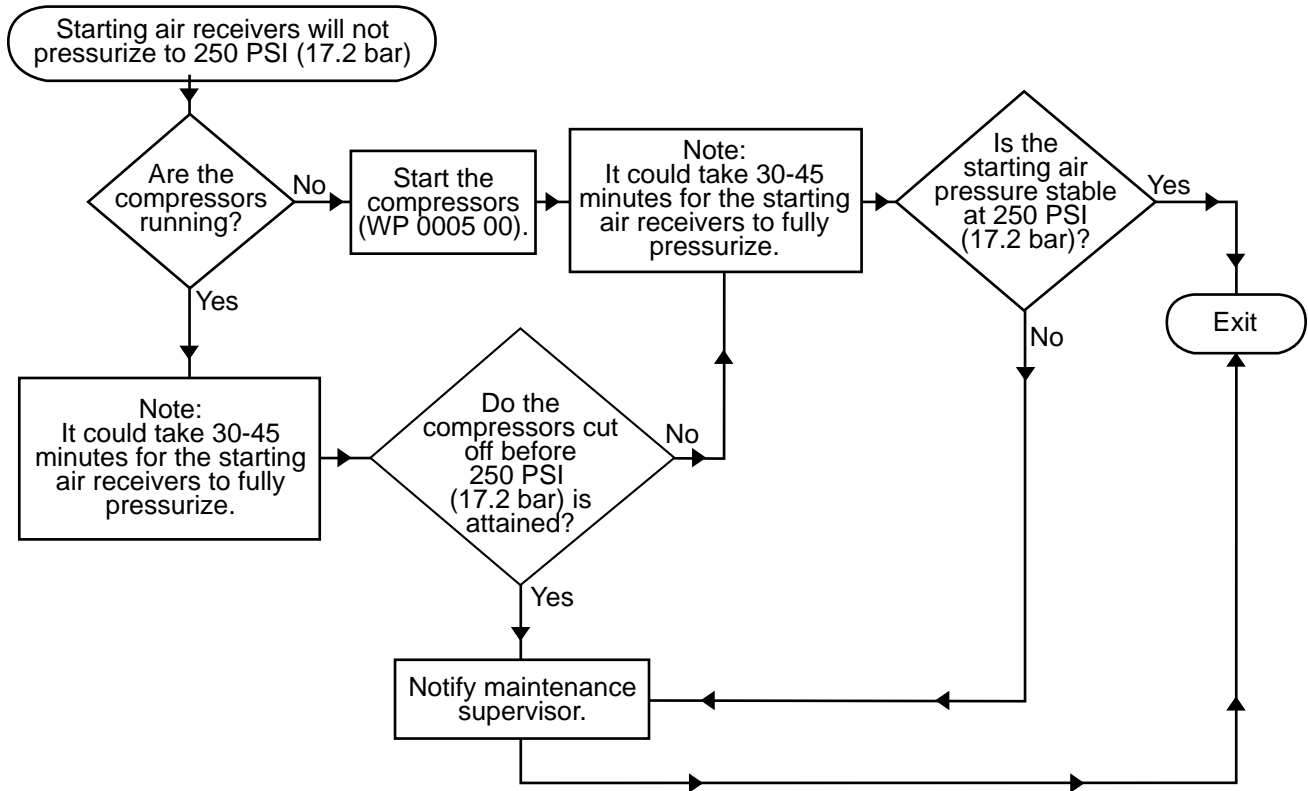 Starting air receivers will not
pressurize to 250 PSI (17.2 bar)
Are the
compressors
running?
No
Start the
compressors
(WP 0005 00).
Note:
It could take 30-45
minutes for the starting
air receivers to fully
pressurize.
Is the
starting air
pressure stable
at 250 PSI
(17.2 bar)?
Yes
Exit
No
Yes
Note:
It could take 30-45
minutes for the starting
air receivers to fully
pressurize.
Do the
compressors cut
off before
250 PSI
(17.2 bar) is
attained?
No
Yes
Notify maintenance
supervisor.